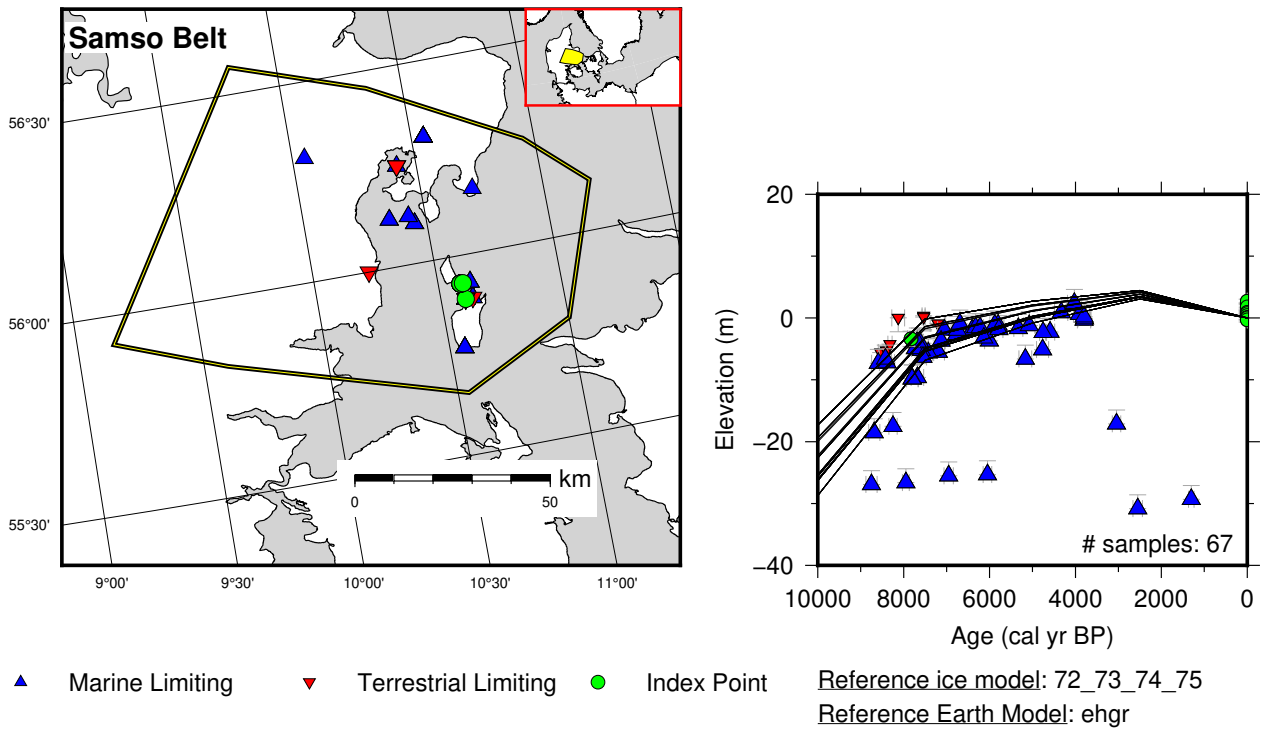 Samso Belt
56°30'
56°00'
55°30'
9°00'
9°30'
10°00'
10°30'
11°00'
km
0
50
20
0
−20
−40
Elevation (m)
# samples: 67
10000
8000
6000
4000
2000
0
Age (cal yr BP)
Marine Limiting
Terrestrial Limiting
Index Point
Reference ice model: 72_73_74_75
Reference Earth Model: ehgr